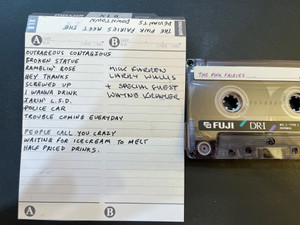 THE PINK FAIRIES MEET THE
DEVIANTS
DOWNTOWN
A
B
OUTRAGEOUS CONTAGIOUS
BROKEN STATUE
RAMBLIN' ROSE
HEY THANKS
SCREWED UP
I WANNA DRINK
TAKIN' L.S.D.
POLICE CAR
TROUBLE COMING EVERYDAY
PEOPLE CALL YOU CRAZY
WAITING FOR ICECREAM TO MELT
HALF PRICED DRINKS.
MICK FARREN
LARRY WALLIS
+ SPECIAL GUEST
WAYNE KRAMER
A
B
THE PINK FAIRIES
FUJI
DR-I